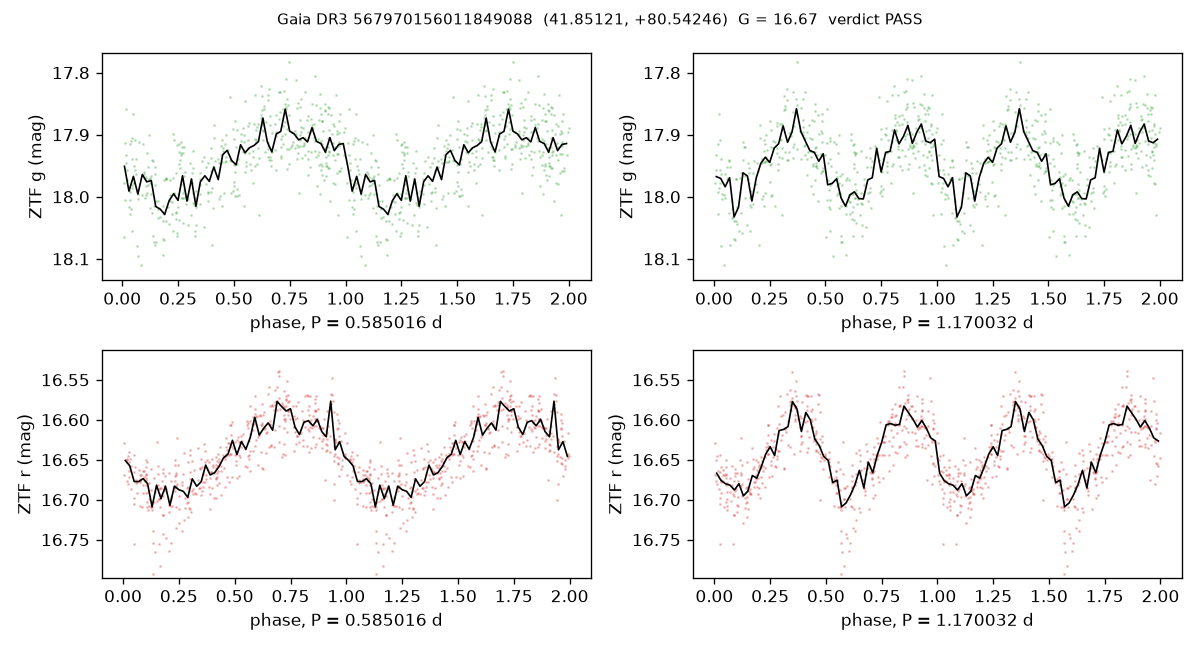 Gaia DR3 567970156011849088  (41.85121, +80.54246)  G = 16.67  verdict PASS
ZTF g (mag)
17.8
17.9
18.0
18.1
0.00 0.25 0.50 0.75 1.00 1.25 1.50 1.75 2.00
phase, P = 0.585016 d
ZTF g (mag)
17.8
17.9
18.0
18.1
0.00 0.25 0.50 0.75 1.00 1.25 1.50 1.75 2.00
phase, P = 1.170032 d
ZTF r (mag)
16.55
16.60
16.65
16.70
16.75
0.00 0.25 0.50 0.75 1.00 1.25 1.50 1.75 2.00
phase, P = 0.585016 d
ZTF r (mag)
16.55
16.60
16.65
16.70
16.75
0.00 0.25 0.50 0.75 1.00 1.25 1.50 1.75 2.00
phase, P = 1.170032 d